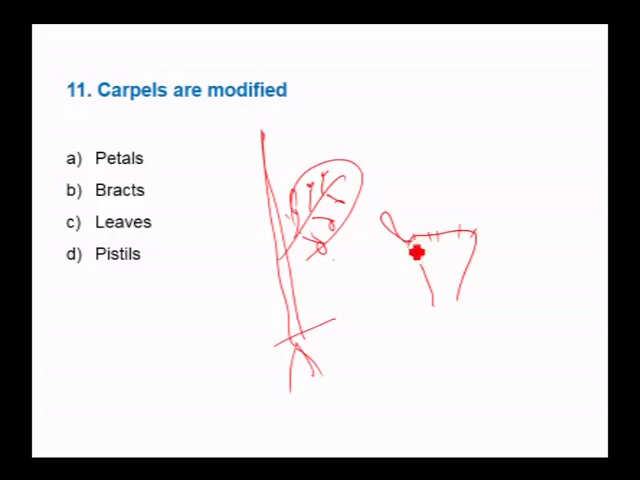 11. Carpels are modified
a) Petals
b) Bracts
c) Leaves
d) Pistils